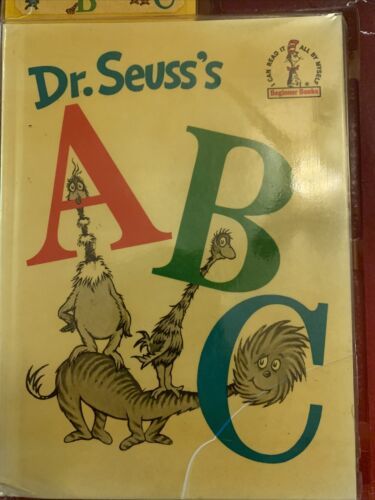 B C
Dr. Seuss's
I CAN READ IT ALL BY MYSELF
Beginner Books
A
B
C